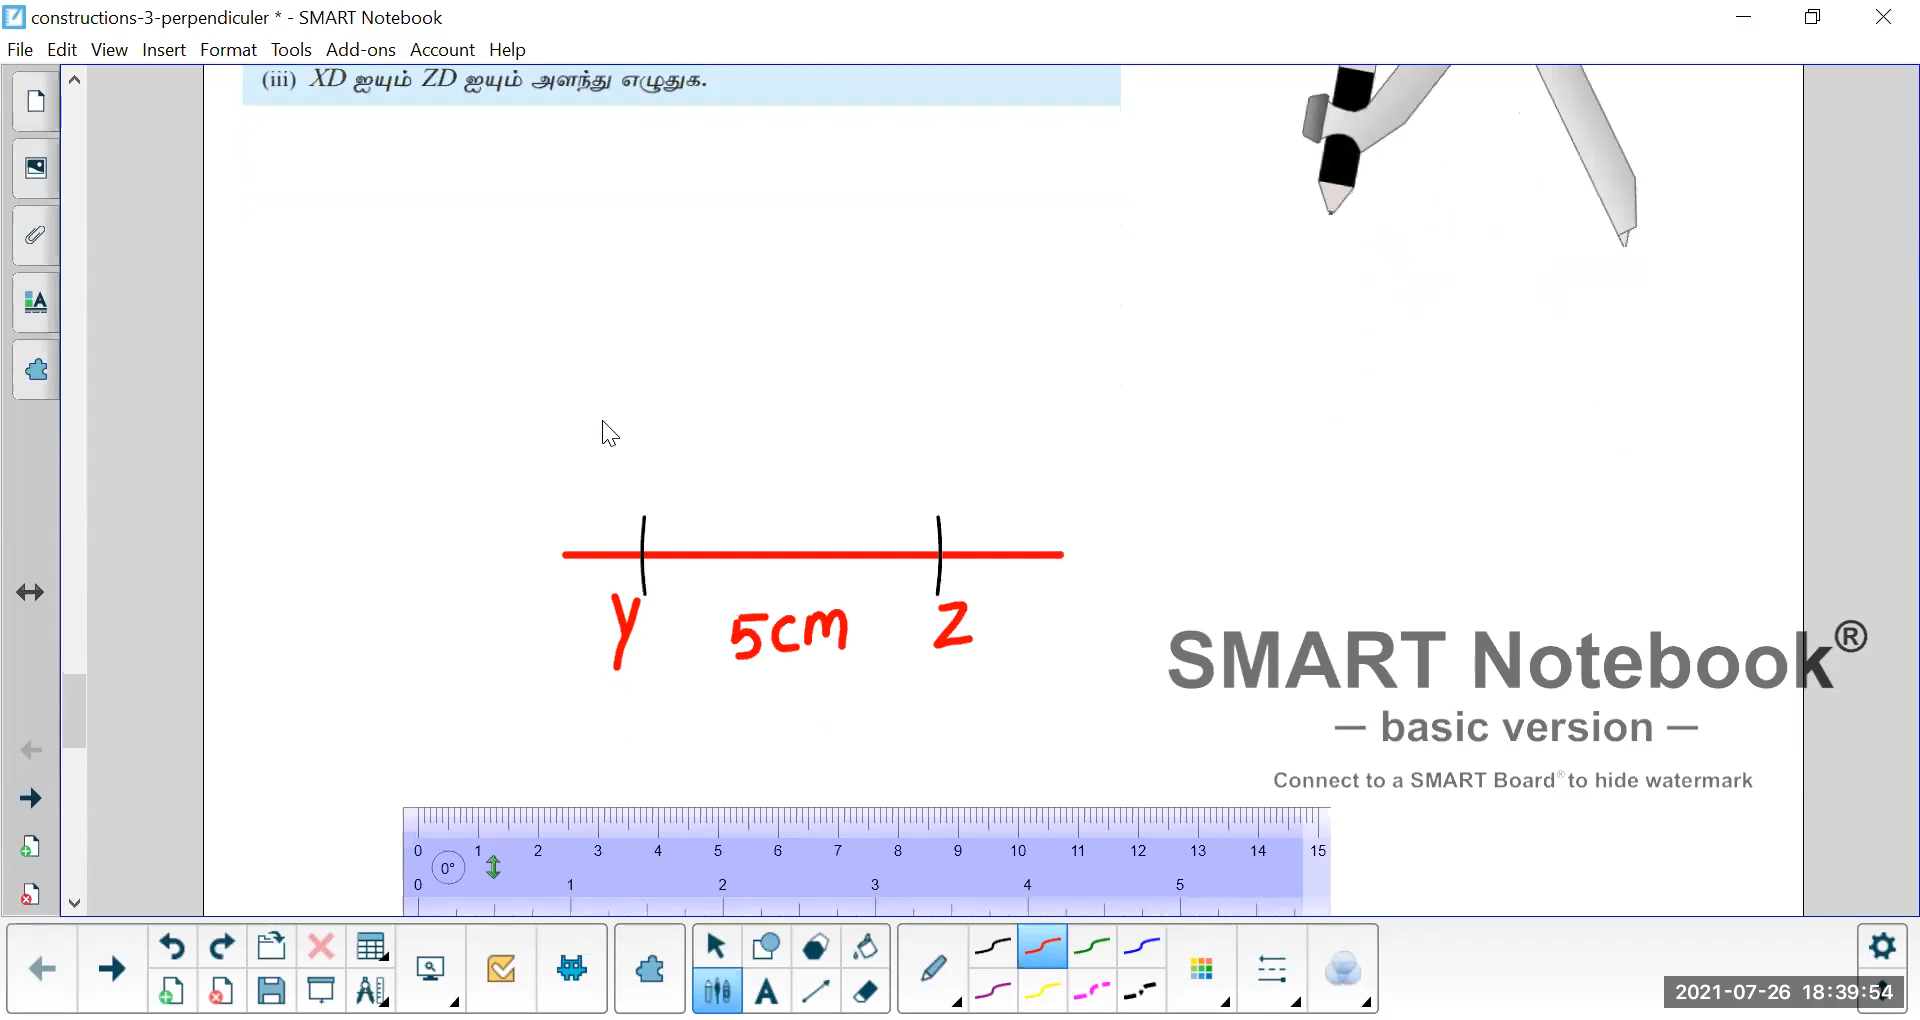 constructions-3-perpendiculer * - SMART Notebook
File Edit View Insert Format Tools Add-ons Account Help
(iii) XD ஐயும் ZD ஐயும் அளந்து எழுதுக.
y 5cm z
SMART Notebook®
— basic version —
Connect to a SMART Board® to hide watermark
0 1 2 3 4 5 6 7 8 9 10 11 12 13 14 15
0°
0 1 2 3 4 5
2021-07-26 18:39:54